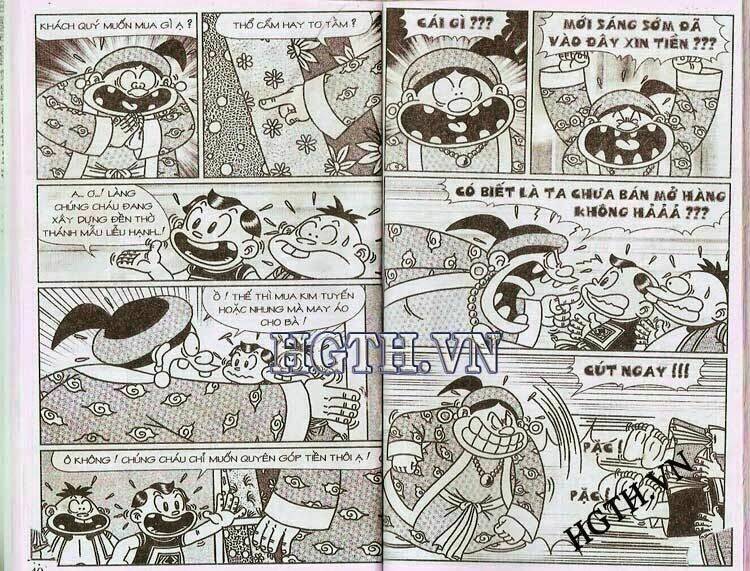 KHÁCH QUÝ MUỐN MUA GÌ Ạ?
THỔ CẨM HAY TƠ TẰM?
A... Ơ...! LÀNG
CHÚNG CHÁU ĐANG
XÂY DỰNG ĐỀN THỜ
THÁNH MẪU LIỄU HẠNH...!
Ồ! THẾ THÌ MUA KIM TUYẾN
HOẶC NHUNG MÀ MAY ÁO
CHO BÀ!
Ồ KHÔNG! CHÚNG CHÁU CHỈ MUỐN QUYÊN GÓP TIỀN THÔI Ạ!
40
CÁI GÌ???
MỚI SÁNG SỚM ĐÃ
VÀO ĐÂY XIN TIỀN???
CÓ BIẾT LÀ TA CHƯA BÁN MỞ HÀNG
KHÔNG HẢẢẢ???
CÚT NGAY!!!
PẶC!
PẶC!
HGTH.VN
HGTH.VN